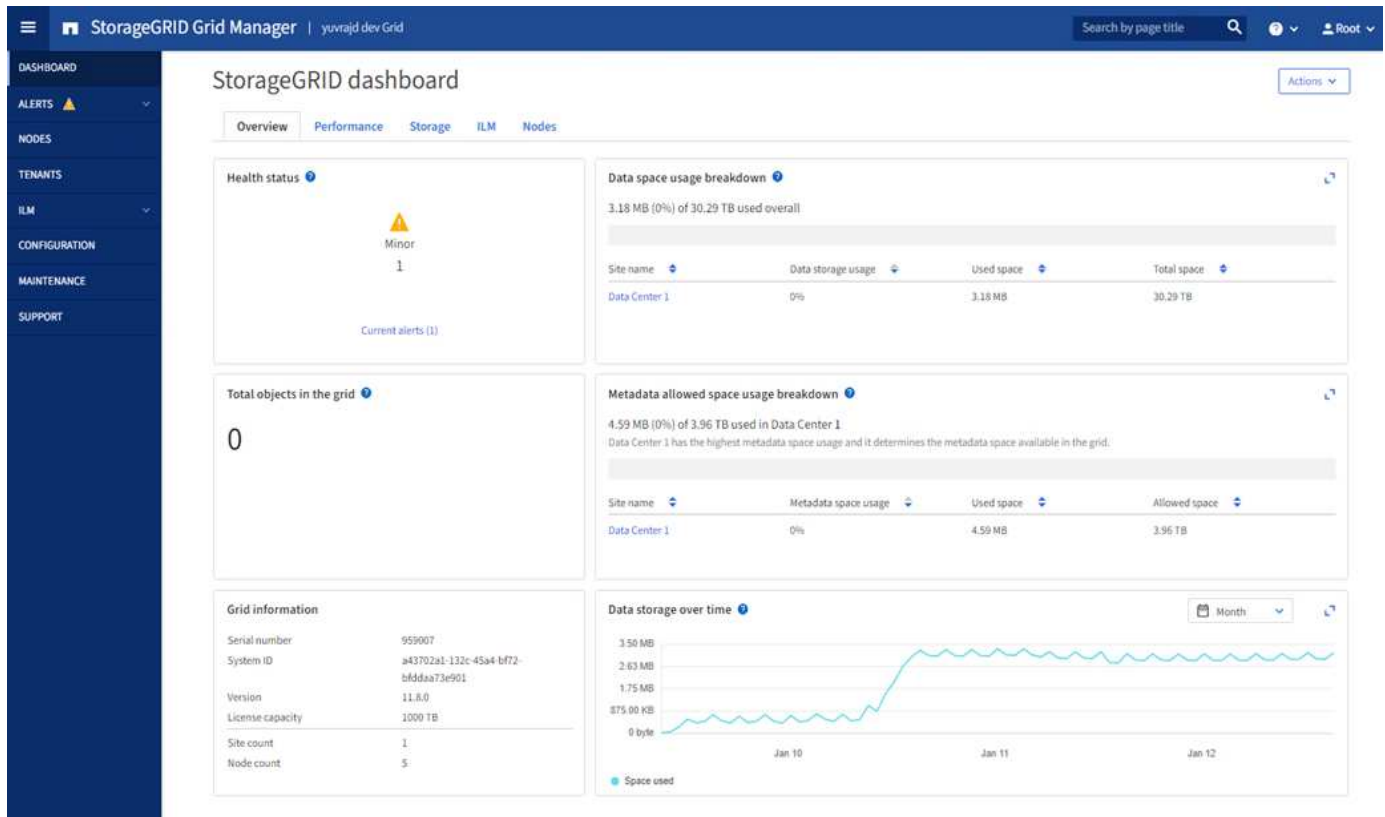 StorageGRID Grid Manager | yuvrajd dev Grid
Search by page title
Root
DASHBOARD
ALERTS
NODES
TENANTS
ILM
CONFIGURATION
MAINTENANCE
SUPPORT
StorageGRID dashboard
Actions
Overview Performance Storage ILM Nodes
Health status
Minor
1
Current alerts (1)
Data space usage breakdown
3.18 MB (0%) of 30.29 TB used overall
Site name Data storage usage Used space Total space
Data Center 1 0% 3.18 MB 30.29 TB
Total objects in the grid
0
Metadata allowed space usage breakdown
4.59 MB (0%) of 3.96 TB used in Data Center 1
Data Center 1 has the highest metadata space usage and it determines the metadata space available in the grid.
Site name Metadata space usage Used space Allowed space
Data Center 1 0% 4.59 MB 3.96 TB
Grid information
Serial number 959007
System ID a43702a1-132c-45a4-bf72-
bfddaa73e901
Version 11.8.0
License capacity 1000 TB
Site count 1
Node count 5
Data storage over time
Month
3.50 MB
2.63 MB
1.75 MB
875.00 KB
0 byte
Jan 10 Jan 11 Jan 12
Space used